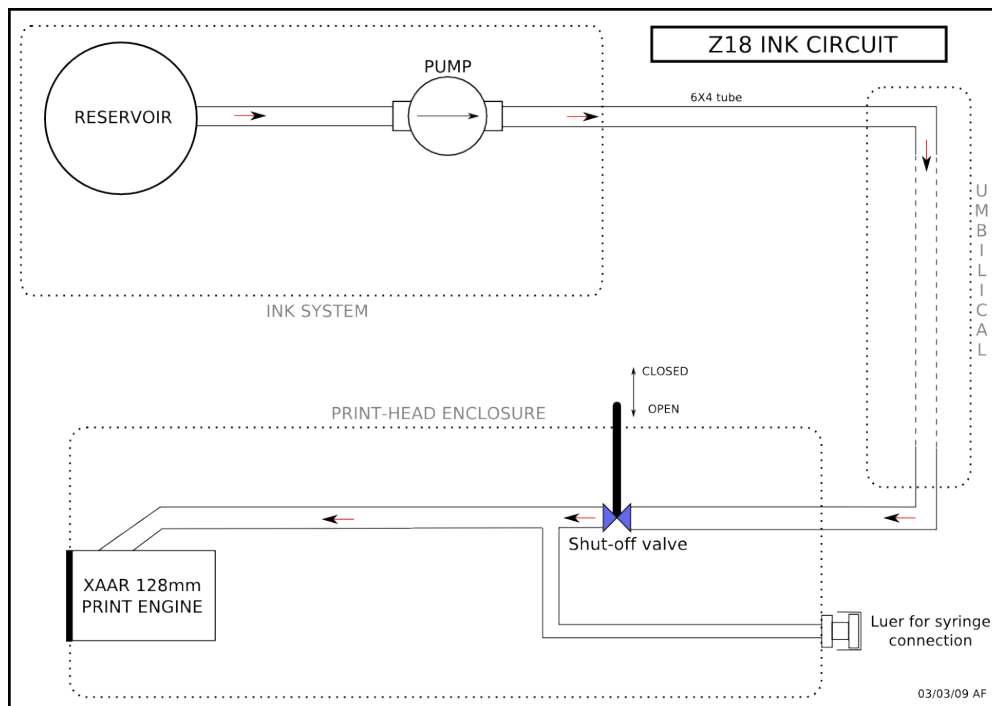 Z18 INK CIRCUIT
PUMP
RESERVOIR
6X4 tube
UMBILICAL
INK SYSTEM
CLOSED
OPEN
PRINT-HEAD ENCLOSURE
Shut-off valve
XAAR 128mm
PRINT ENGINE
Luer for syringe
connection
03/03/09 AF